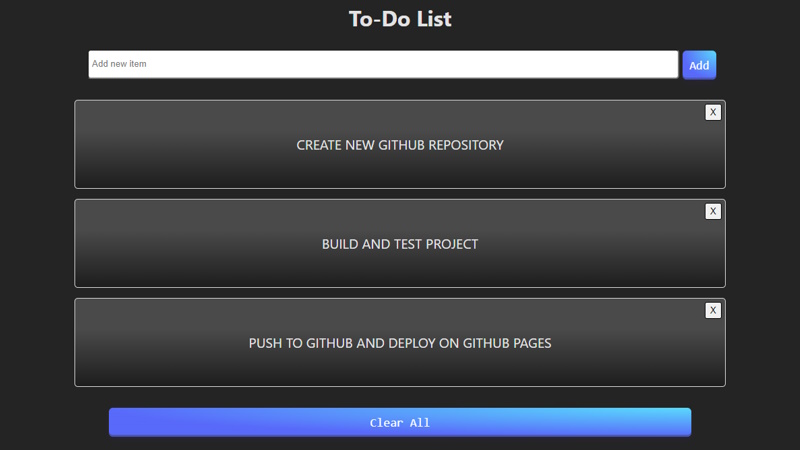 To-Do List
Add new item
Add
X
CREATE NEW GITHUB REPOSITORY
X
BUILD AND TEST PROJECT
X
PUSH TO GITHUB AND DEPLOY ON GITHUB PAGES
Clear All